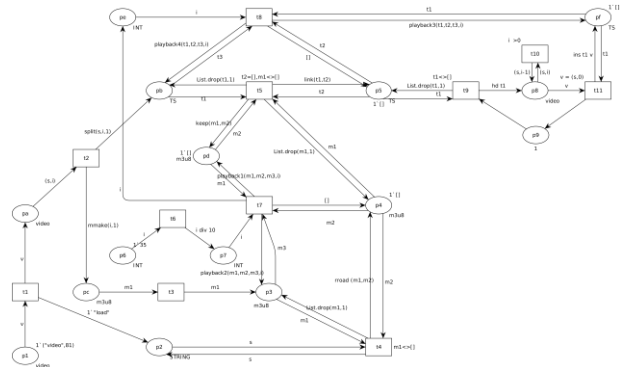 pe
INT
i
t8
t1
playback3(t1,t2,t3,i)
1`[]
pf
TS
playback4(t1,t2,t3,i)
t3
[]
t2
ins t1 v
t1
i >0
t10
(s,i-1)
(s,i)
pb
TS
List.drop(t1,1)
t1
t2=[],m1<>[]
t5
link(t1,t2)
t2
p5
1`[]
TS
t1<>[]
List.drop(t1,1)
t1
t9
hd t1
p8
video
v = (s,0)
v
t11
split(s,i,1)
keep(m1,m2)
m2
p9
1
t2
1`[]
pd
m3u8
List.drop(m1,1)
m1
(s,i)
playback1(m1,m2,m3,i)
m1
i
mmake(i,1)
t7
[]
m2
1`[]
p4
m3u8
pa
video
t6
i
i div 10
1`35
p6
INT
p7
INT
i
m3
playback2(m1,m2,m3,i)
v
m2
t1
pc
m3u8
m1
t3
m1
p3
m3u8
List.drop(m1,1)
m1
1`"load"
v
1`("video",81)
p1
video
p2
STRING
s
s
t4
m1<>[]